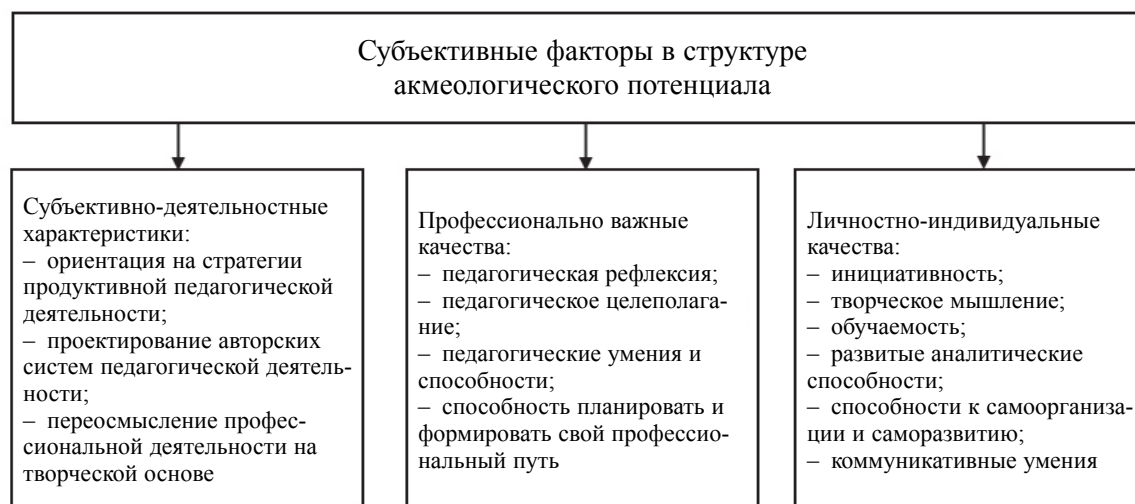 Субъективные факторы в структуре
акмеологического потенциала
Субъективно-деятельностные
характеристики:
– ориентация на стратегии
продуктивной педагогической
деятельности;
– проектирование авторских
систем педагогической деятель-
ности;
– переосмысление профес-
сиональной деятельности на
творческой основе
Профессионально важные
качества:
– педагогическая рефлексия;
– педагогическое целеполага-
ние;
– педагогические умения и
способности;
– способность планировать и
формировать свой профессио-
нальный путь
Личностно-индивидуальные
качества:
– инициативность;
– творческое мышление;
– обучаемость;
– развитые аналитические
способности;
– способности к самоорганиза-
ции и саморазвитию;
– коммуникативные умения